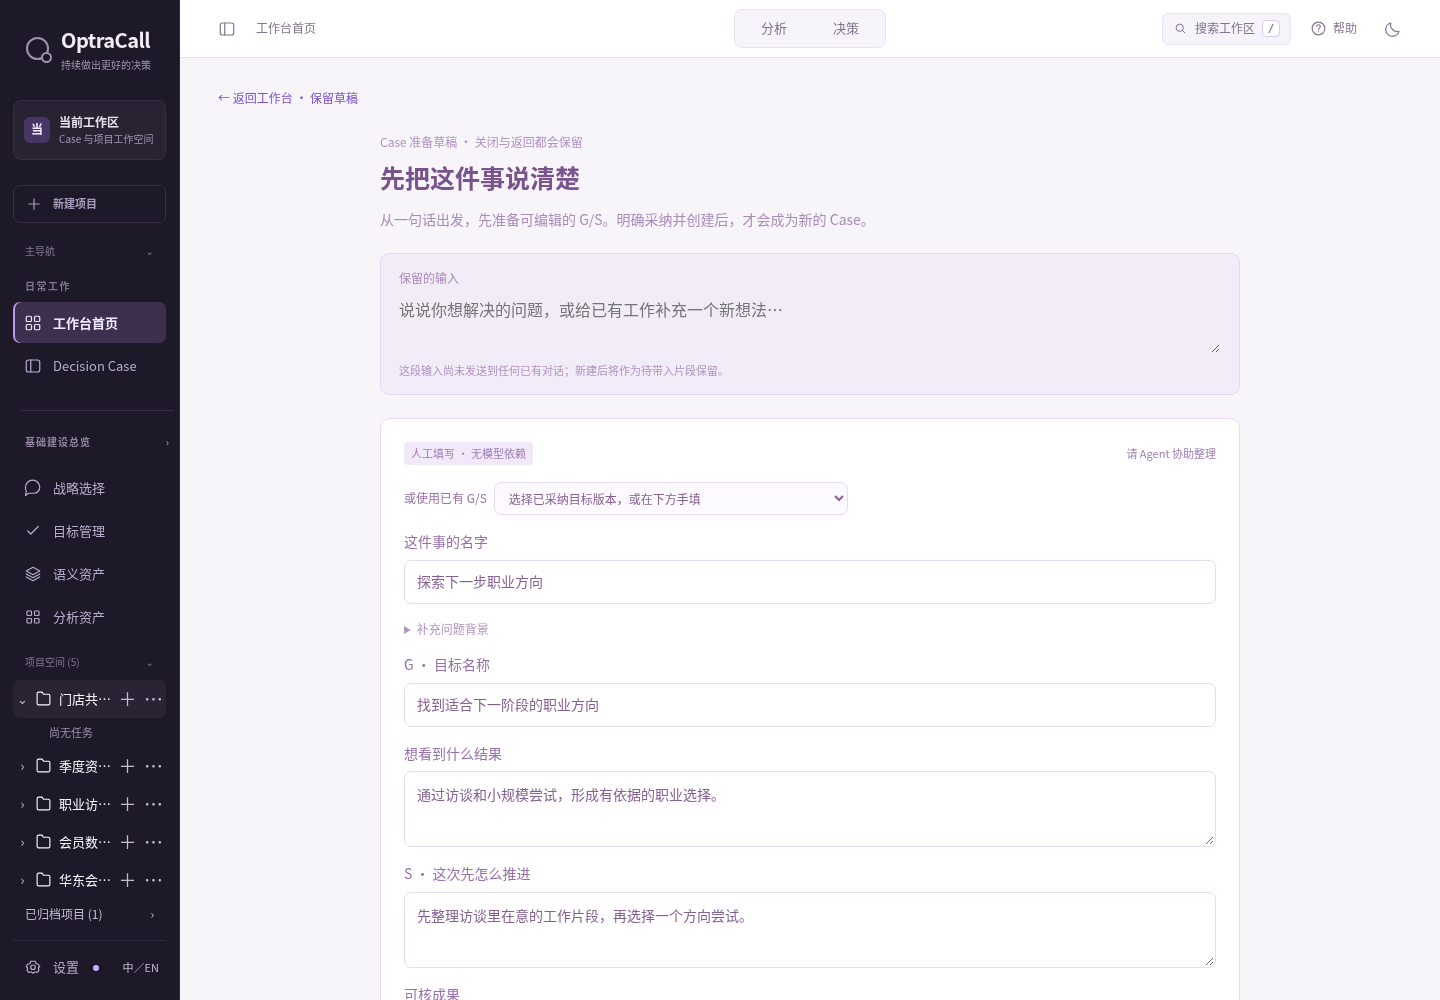 OptraCall
持续做出更好的决策
当
当前工作区
Case 与项目工作空间
新建项目
主导航
日常工作
工作台首页
Decision Case
基础建设总览
战略选择
目标管理
语义资产
分析资产
项目空间 (5)
门店共…
尚无任务
季度资…
职业访…
会员数…
华东会…
已归档项目 (1)
设置
中／EN
工作台首页
分析
决策
搜索工作区 /
帮助
← 返回工作台 · 保留草稿
Case 准备草稿 · 关闭与返回都会保留
先把这件事说清楚
从一句话出发，先准备可编辑的 G/S。明确采纳并创建后，才会成为新的 Case。
保留的输入
说说你想解决的问题，或给已有工作补充一个新想法…
这段输入尚未发送到任何已有对话；新建后将作为待带入片段保留。
人工填写 · 无模型依赖
请 Agent 协助整理
或使用已有 G/S
选择已采纳目标版本，或在下方手填
这件事的名字
探索下一步职业方向
补充问题背景
G · 目标名称
找到适合下一阶段的职业方向
想看到什么结果
通过访谈和小规模尝试，形成有依据的职业选择。
S · 这次先怎么推进
先整理访谈里在意的工作片段，再选择一个方向尝试。
可核成果